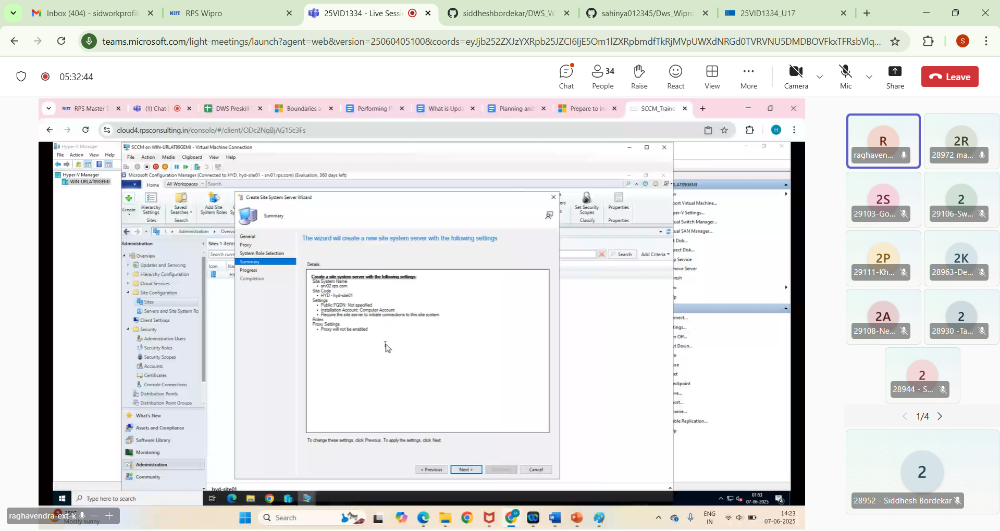 Inbox (404) - sidworkprofil
NIIT RPS Wipro
25VID1334 - Live Sessi
siddheshbordekar/DWS_W
sahinya012345/Dws_Wipro
25VID1334_U17
teams.microsoft.com/light-meetings/launch?agent=web&version=25060405100&coords=eyJjb252ZXJzYXRpb25JZCI6IjE5Om1lZXRpbmdfTkRjMVpUWXdNRGd0TVRVNU5DMDBOVFkxTFRsbVlq...
S
05:32:44
Chat
34
People
Raise
React
View
More
Camera
Mic
Share
Leave
NIIT RPS Master T
(1) Chat
DWS Preskill
Boundaries a
Performing P
What is Upda
Planning and
Prepare to in
SCCM_Traine
cloud4.rpsconsulting.in/console/#/client/ODc2NgBjAG15c3Fs
H
Hyper-V Manager
File Action View Help
Hyper-V Manager
WIN-URLAT89GEMJ
SCCM on WIN-URLAT89GEMJ - Virtual Machine Connection
File Action Media Clipboard View Help
Microsoft Configuration Manager (Connected to HYD, hyd-site01 - srv01.rps.com) (Evaluation, 360 days left)
Home All Workspaces Search
Create
Hierarchy Settings
Sites
Saved Searches
Search
Add Site System Roles
Set Security Scopes
Classify
Properties
Properties
\ Administration Overvi
Administration
Overview
Updates and Servicing
Hierarchy Configuration
Cloud Services
Site Configuration
Sites
Servers and Site System Ro
Client Settings
Security
Administrative Users
Security Roles
Security Scopes
Accounts
Certificates
Console Connections
Distribution Points
Distribution Point Groups
What's New
Assets and Compliance
Software Library
Monitoring
Administration
Community
Sites 1 items
Search curre
Icon Na
HY
Search Add Criteria
hyd-site01
Create Site System Server Wizard
Summary
General
Proxy
System Role Selection
Summary
Progress
Completion
The wizard will create a new site system server with the following settings
Details:
Create a site system server with the following settings:
Site System Name
• srv02.rps.com
Site Code
• HYD - hyd-site01
Settings
• Public FQDN: Not specified
• Installation Account: Computer Account
• Require the site server to initiate connections to this site system
Roles
Proxy Settings
• Proxy will not be enabled
To change these settings, click Previous. To apply the settings, click Next.
< Previous
Next >
Cancel
LAT89GEMJ
w
port Virtual Machine...
per-V Settings...
ual Switch Manager...
ual SAN Manager...
t Disk...
pect Disk...
p Service
move Server
resh
w
lp
nnect...
tings...
n Off...
ut Down...
re
use
set
eckpoint
ve...
port...
name...
ble Replication...
p
Type here to search
01:53
07-06-2025
4
raghavendra-ext-k
25°C
Mostly sunny
Search
ENG
IN
14:23
07-06-2025
R
raghaven...
2R
28972 ma...
2S
29103-Go...
2
29106-Sw...
2P
29111-Kh...
2K
28963-De...
2A
29108-Ne...
2
28930 -Ta...
2
28944 - S...
1/4
2
28952 - Siddhesh Bordekar